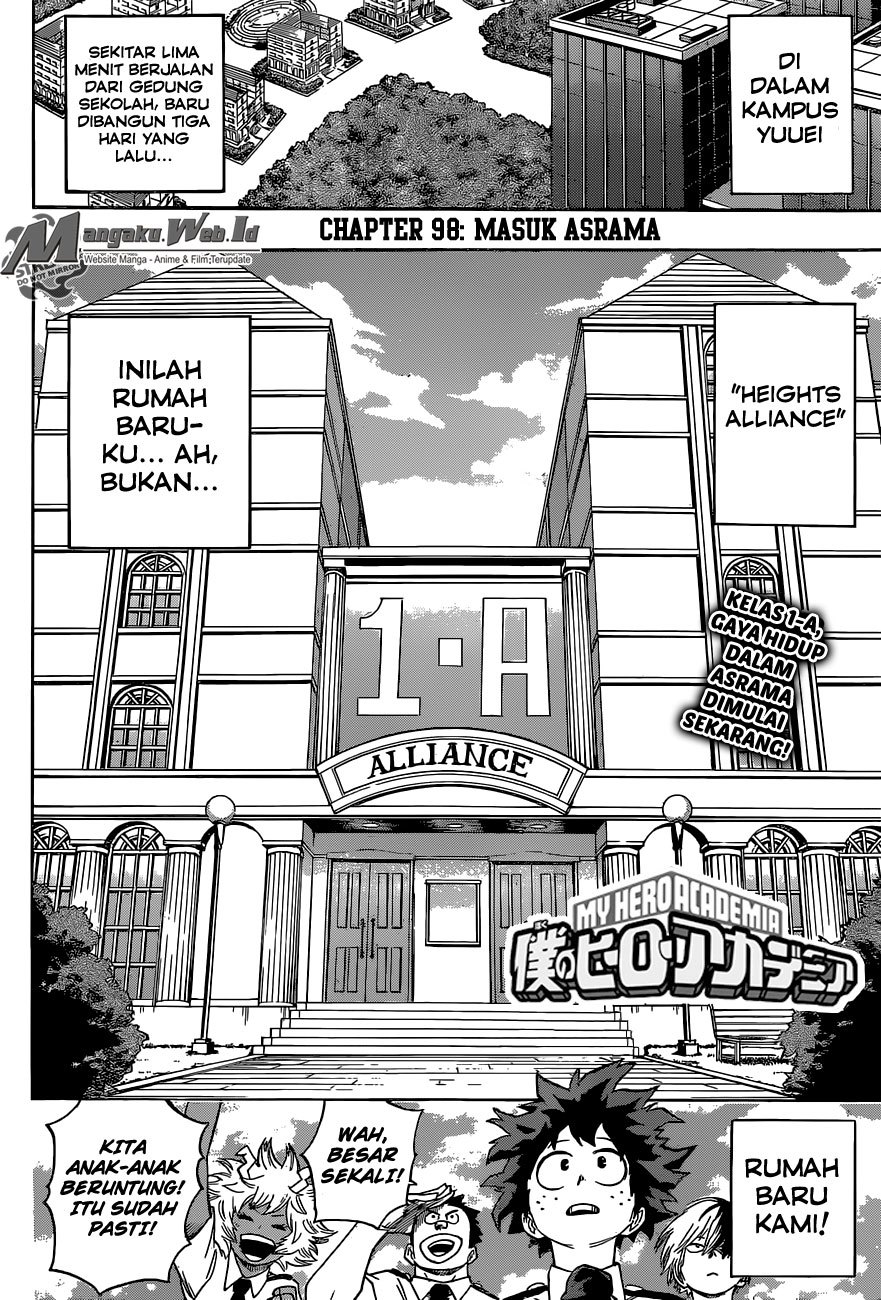 DI
DALAM
KAMPUS
YUUEI
SEKITAR LIMA
MENIT BERJALAN
DARI GEDUNG
SEKOLAH, BARU
DIBANGUN TIGA
HARI YANG
LALU...
Mangaku.Web.Id
Website Manga - Anime & Film Terupdate
DO NOT MIRROR
CHAPTER 98: MASUK ASRAMA
"HEIGHTS
ALLIANCE"
INILAH
RUMAH
BARU-
KU... AH,
BUKAN...
1-A
ALLIANCE
KELAS 1-A,
GAYA HIDUP
DALAM
ASRAMA
DIMULAI
SEKARANG!
MY HERO ACADEMIA
僕のヒーローアカデミア
RUMAH
BARU
KAMI!
WAH,
BESAR
SEKALI!
KITA
ANAK-ANAK
BERUNTUNG!
ITU SUDAH
PASTI!